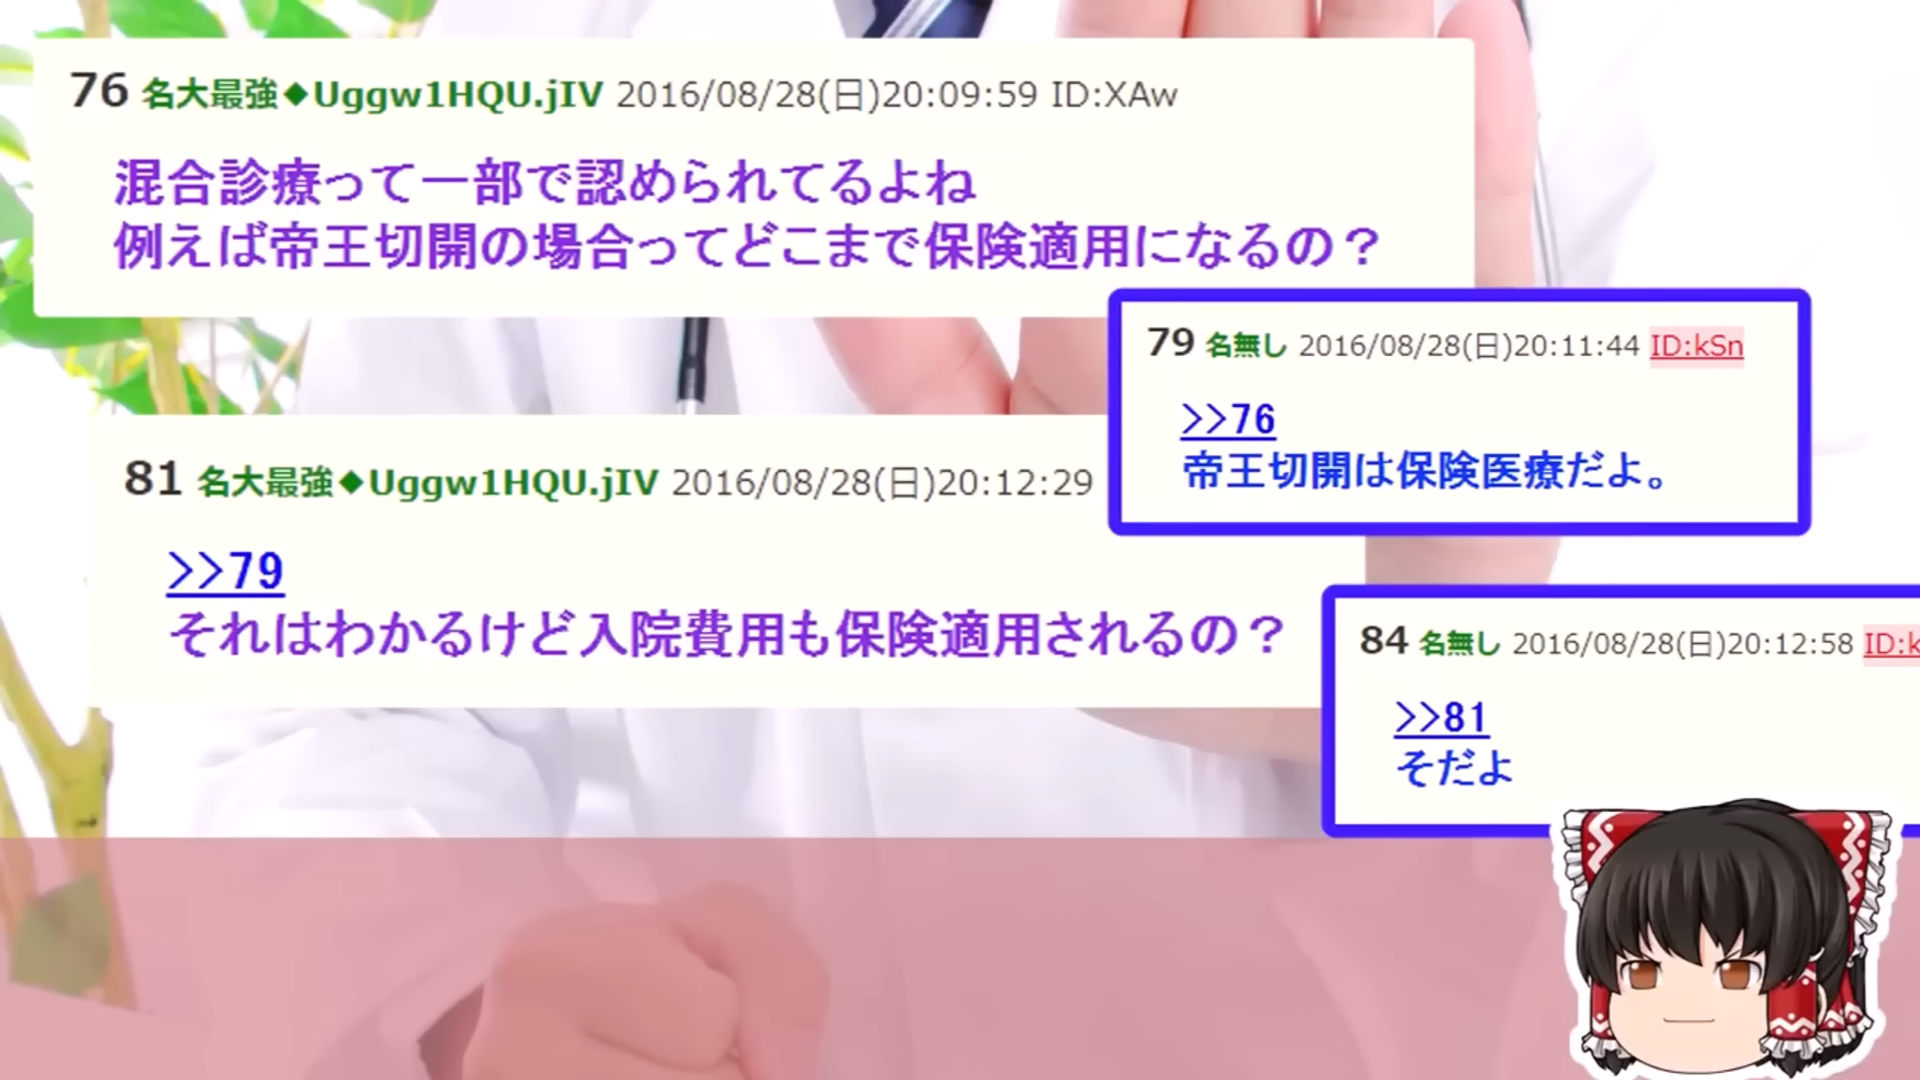 76 名大最強◆Uggw1HQU.jIV 2016/08/28(日)20:09:59 ID:XAw
混合診療って一部で認められてるよね
例えば帝王切開の場合ってどこまで保険適用になるの？
79 名無し 2016/08/28(日)20:11:44 ID:kSn
>>76
帝王切開は保険医療だよ。
81 名大最強◆Uggw1HQU.jIV 2016/08/28(日)20:12:29
>>79
それはわかるけど入院費用も保険適用されるの？
84 名無し 2016/08/28(日)20:12:58 ID:k
>>81
そだよ